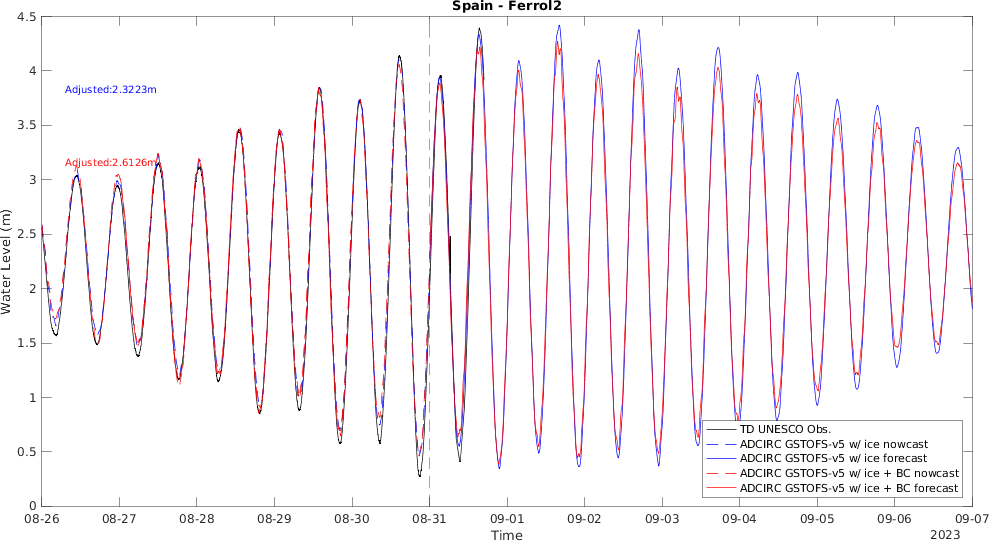 Spain - Ferrol2
4.5
4
3.5
3
2.5
2
1.5
1
0.5
0
Water Level (m)
Adjusted:2.3223m
Adjusted:2.6126m
TD UNESCO Obs.
ADCIRC GSTOFS-v5 w/ ice nowcast
ADCIRC GSTOFS-v5 w/ ice forecast
ADCIRC GSTOFS-v5 w/ ice + BC nowcast
ADCIRC GSTOFS-v5 w/ ice + BC forecast
08-26 08-27 08-28 08-29 08-30 08-31 09-01 09-02 09-03 09-04 09-05 09-06 09-07
Time
2023